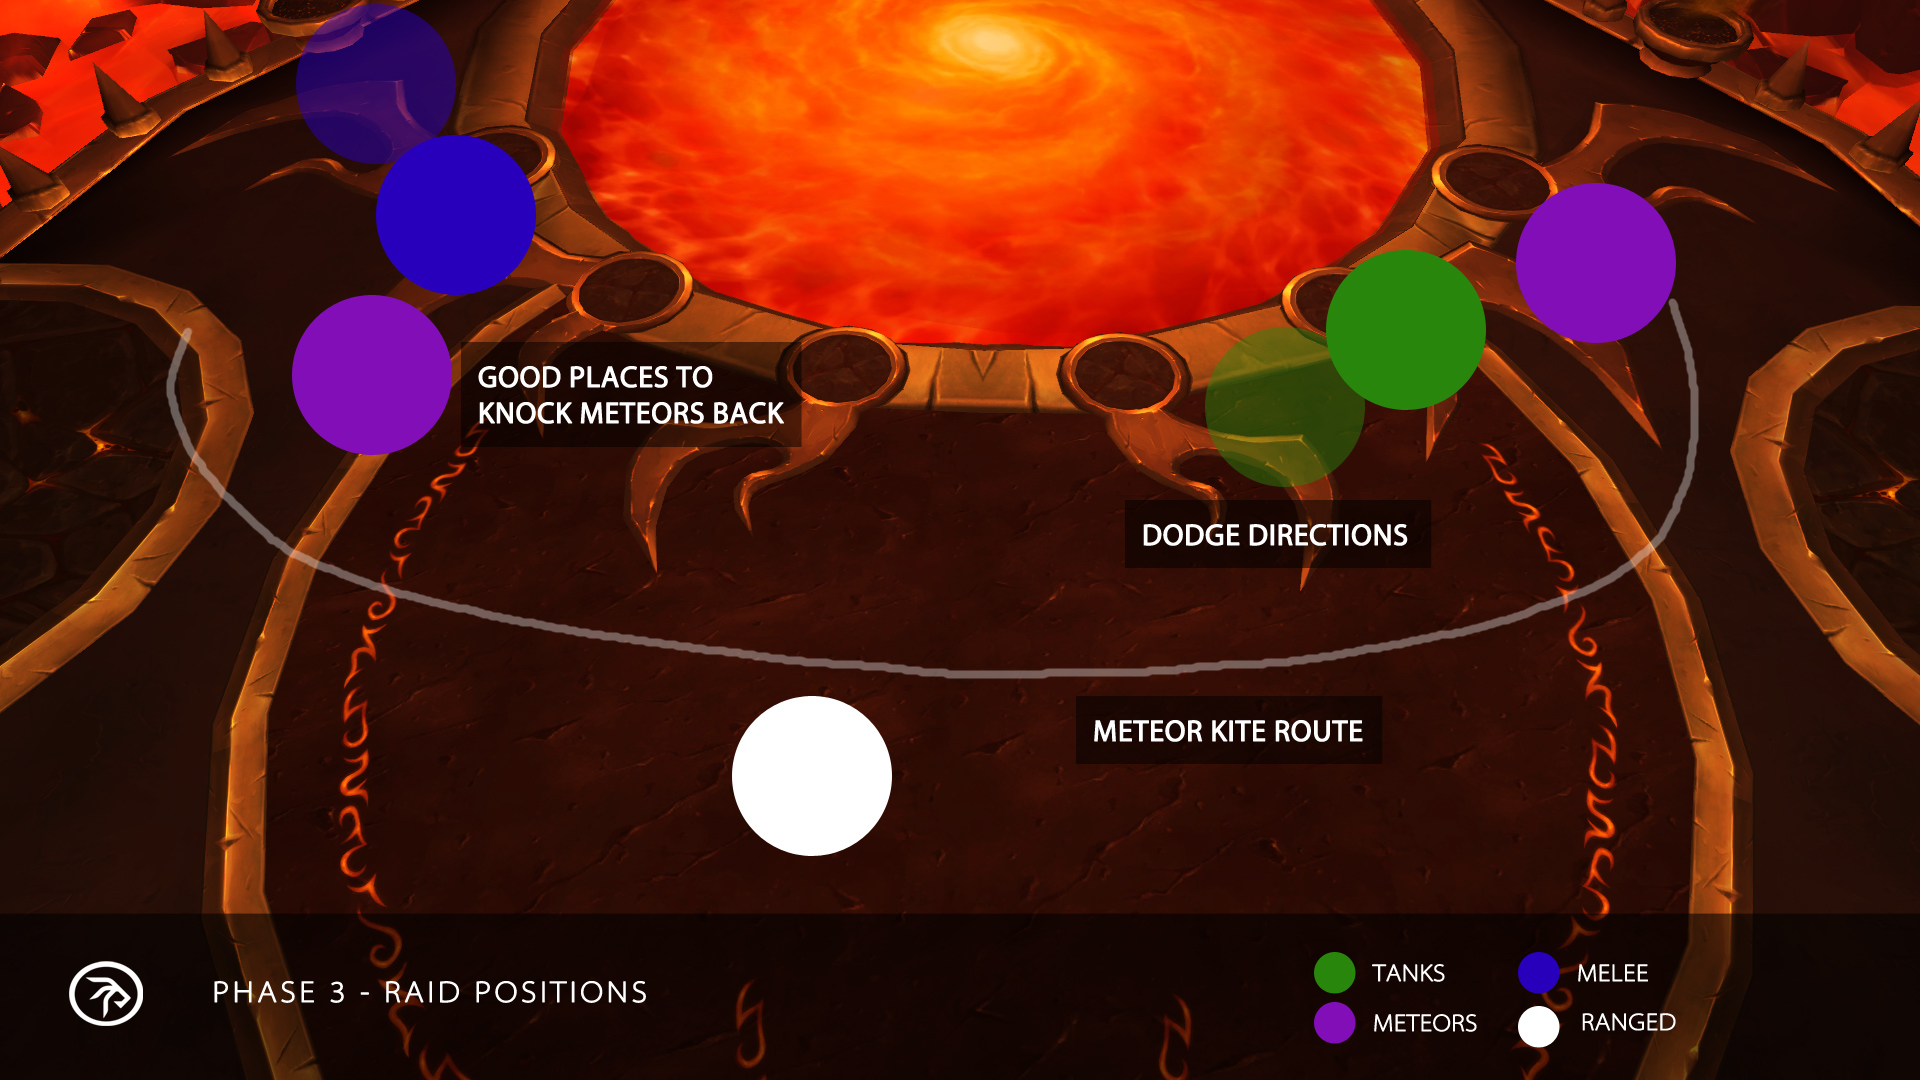 GOOD PLACES TO
KNOCK METEORS BACK
DODGE DIRECTIONS
METEOR KITE ROUTE
PHASE 3 - RAID POSITIONS
TANKS
MELEE
METEORS
RANGED